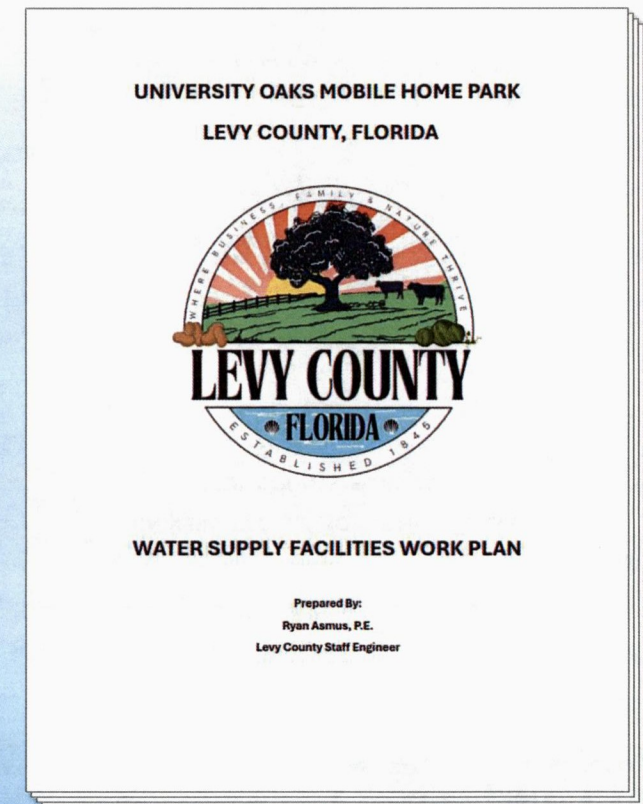 UNIVERSITY OAKS MOBILE HOME PARK
LEVY COUNTY, FLORIDA
WHERE BUSINESS, FAMILY & NATURE THRIVE
LEVY COUNTY
FLORIDA
ESTABLISHED 1845
WATER SUPPLY FACILITIES WORK PLAN
Prepared By:
Ryan Asmus, P.E.
Levy County Staff Engineer